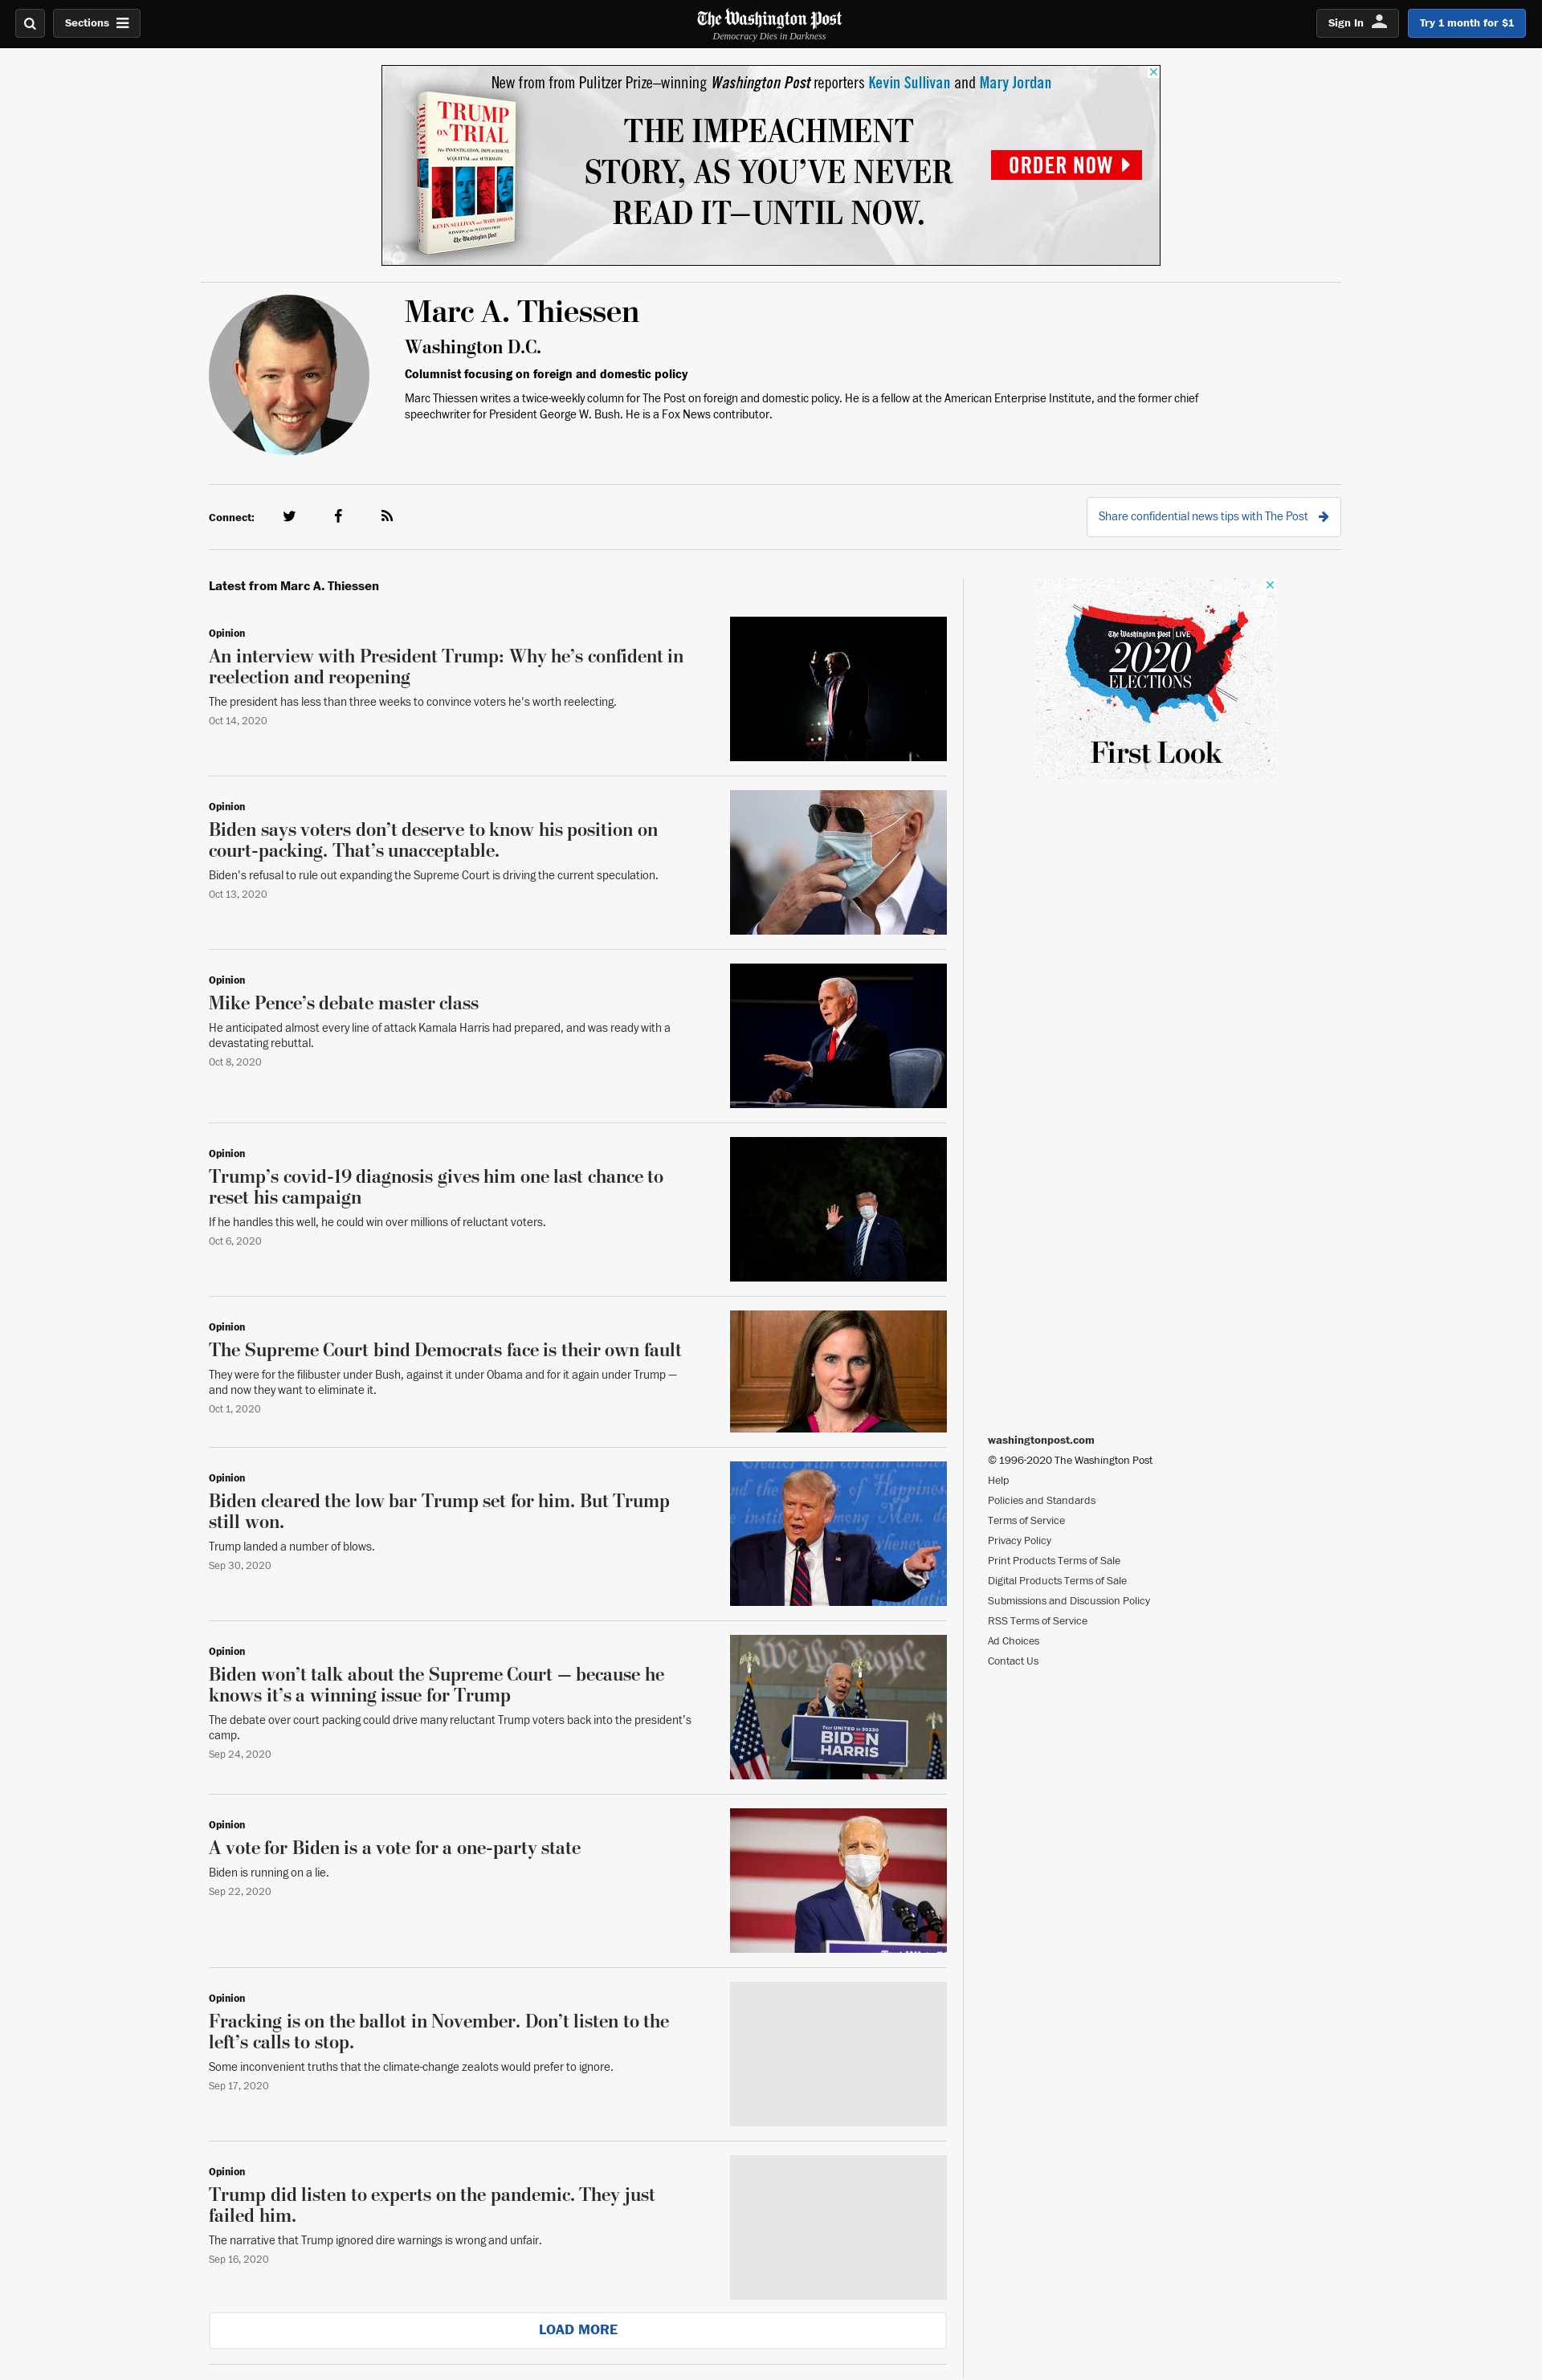 Sections
The Washington Post
Democracy Dies in Darkness
Sign In
Try 1 month for $1
New from from Pulitzer Prize–winning Washington Post reporters Kevin Sullivan and Mary Jordan
TRUMP
ON TRIAL
THE INVESTIGATION, IMPEACHMENT,
ACQUITTAL AND AFTERMATH
KEVIN SULLIVAN AND MARY JORDAN
The Washington Post
THE IMPEACHMENT
STORY, AS YOU'VE NEVER
READ IT—UNTIL NOW.
ORDER NOW
Marc A. Thiessen
Washington D.C.
Columnist focusing on foreign and domestic policy
Marc Thiessen writes a twice-weekly column for The Post on foreign and domestic policy. He is a fellow at the American Enterprise Institute, and the former chief
speechwriter for President George W. Bush. He is a Fox News contributor.
Connect:
Share confidential news tips with The Post
Latest from Marc A. Thiessen
Opinion
An interview with President Trump: Why he’s confident in
reelection and reopening
The president has less than three weeks to convince voters he's worth reelecting.
Oct 14, 2020
Opinion
Biden says voters don’t deserve to know his position on
court-packing. That’s unacceptable.
Biden's refusal to rule out expanding the Supreme Court is driving the current speculation.
Oct 13, 2020
Opinion
Mike Pence’s debate master class
He anticipated almost every line of attack Kamala Harris had prepared, and was ready with a
devastating rebuttal.
Oct 8, 2020
Opinion
Trump’s covid-19 diagnosis gives him one last chance to
reset his campaign
If he handles this well, he could win over millions of reluctant voters.
Oct 6, 2020
Opinion
The Supreme Court bind Democrats face is their own fault
They were for the filibuster under Bush, against it under Obama and for it again under Trump —
and now they want to eliminate it.
Oct 1, 2020
Opinion
Biden cleared the low bar Trump set for him. But Trump
still won.
Trump landed a number of blows.
Sep 30, 2020
Opinion
Biden won’t talk about the Supreme Court — because he
knows it’s a winning issue for Trump
The debate over court packing could drive many reluctant Trump voters back into the president’s
camp.
Sep 24, 2020
We the People
Text UNITED to 30330
BIDEN
HARRIS
Opinion
A vote for Biden is a vote for a one-party state
Biden is running on a lie.
Sep 22, 2020
Opinion
Fracking is on the ballot in November. Don’t listen to the
left’s calls to stop.
Some inconvenient truths that the climate-change zealots would prefer to ignore.
Sep 17, 2020
Opinion
Trump did listen to experts on the pandemic. They just
failed him.
The narrative that Trump ignored dire warnings is wrong and unfair.
Sep 16, 2020
LOAD MORE
The Washington Post | LIVE
2020
ELECTIONS
First Look
washingtonpost.com
© 1996-2020 The Washington Post
Help
Policies and Standards
Terms of Service
Privacy Policy
Print Products Terms of Sale
Digital Products Terms of Sale
Submissions and Discussion Policy
RSS Terms of Service
Ad Choices
Contact Us